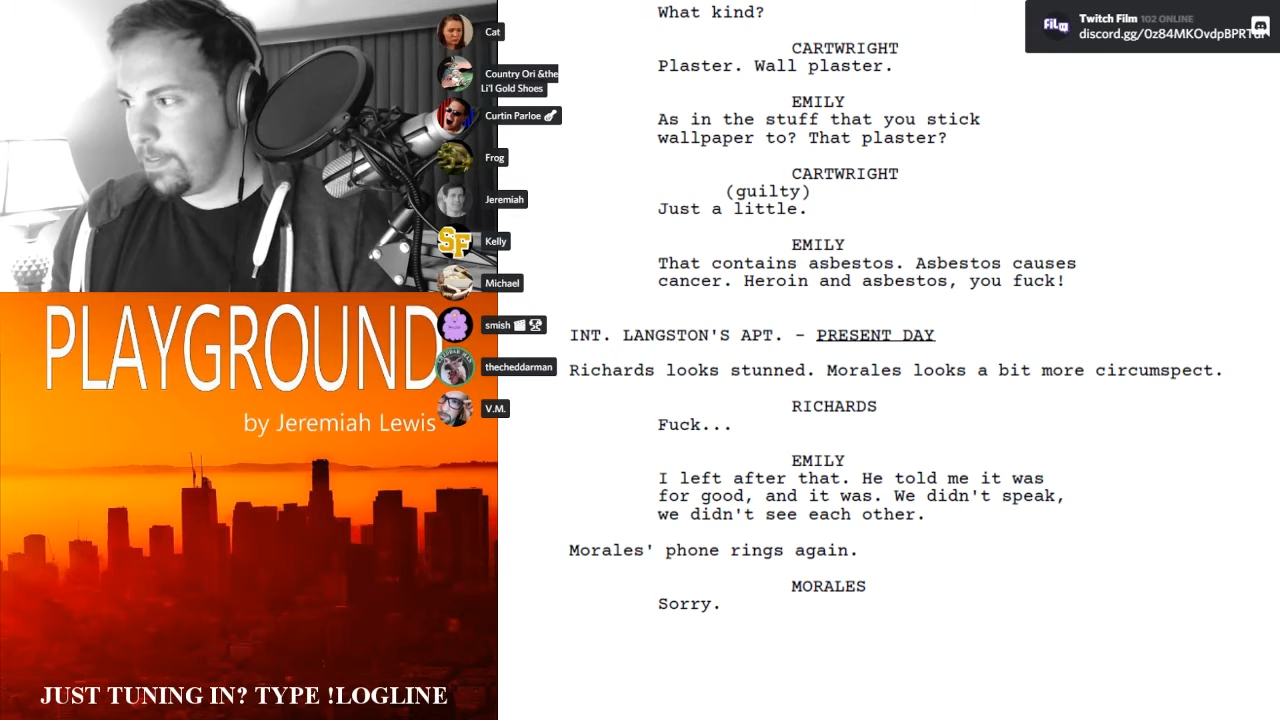 What kind?
CARTWRIGHT
Plaster. Wall plaster.
EMILY
As in the stuff that you stick
wallpaper to? That plaster?
CARTWRIGHT
(guilty)
Just a little.
EMILY
That contains asbestos. Asbestos causes
cancer. Heroin and asbestos, you fuck!
INT. LANGSTON'S APT. - PRESENT DAY
Richards looks stunned. Morales looks a bit more circumspect.
RICHARDS
Fuck...
EMILY
I left after that. He told me it was
for good, and it was. We didn't speak,
we didn't see each other.
Morales' phone rings again.
MORALES
Sorry.
Cat
Country Ori &the
Li'l Gold Shoes
Curtin Parloe
Frog
Jeremiah
SF
Kelly
Michael
smish
thecheddarman
V.M.
PLAYGROUND
by Jeremiah Lewis
JUST TUNING IN? TYPE !LOGLINE
FiL
Twitch Film 102 ONLINE